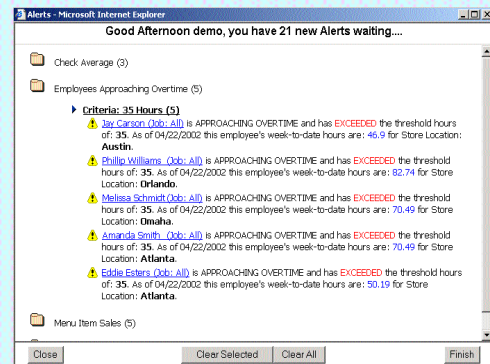 Alerts - Microsoft Internet Explorer
Good Afternoon demo, you have 21 new Alerts waiting....
Check Average (3)
Employees Approaching Overtime (5)
Criteria: 35 Hours (5)
Jay Carson (Job: All) is APPROACHING OVERTIME and has EXCEEDED the threshold hours
of: 35. As of 04/22/2002 this employee's week-to-date hours are: 46.9 for Store Location:
Austin.
Phillip Williams (Job: All) is APPROACHING OVERTIME and has EXCEEDED the threshold
hours of: 35. As of 04/22/2002 this employee's week-to-date hours are: 82.74 for Store
Location: Orlando.
Melissa Schmidt (Job: All) is APPROACHING OVERTIME and has EXCEEDED the threshold
hours of: 35. As of 04/22/2002 this employee's week-to-date hours are: 70.49 for Store
Location: Omaha.
Amanda Smith (Job: All) is APPROACHING OVERTIME and has EXCEEDED the threshold
hours of: 35. As of 04/22/2002 this employee's week-to-date hours are: 70.49 for Store
Location: Atlanta.
Eddie Esters (Job: All) is APPROACHING OVERTIME and has EXCEEDED the threshold hours
of: 35. As of 04/22/2002 this employee's week-to-date hours are: 50.19 for Store
Location: Atlanta.
Menu Item Sales (5)
Close Clear Selected Clear All Finish